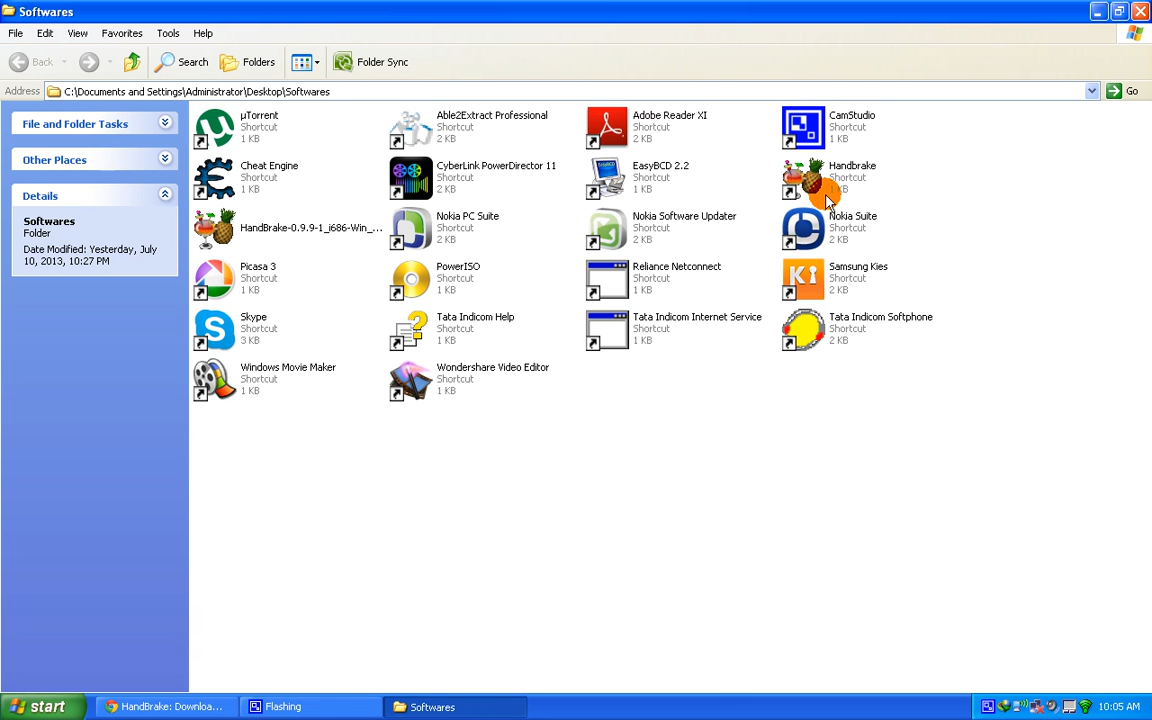 Softwares
File Edit View Favorites Tools Help
Back Search Folders Folder Sync
Address C:\Documents and Settings\Administrator\Desktop\Softwares Go
File and Folder Tasks
Other Places
Details
Softwares
Folder
Date Modified: Yesterday, July
10, 2013, 10:27 PM
µTorrent
Shortcut
1 KB
Able2Extract Professional
Shortcut
2 KB
Adobe Reader XI
Shortcut
2 KB
CamStudio
Shortcut
1 KB
Cheat Engine
Shortcut
1 KB
CyberLink PowerDirector 11
Shortcut
2 KB
EasyBCD 2.2
Shortcut
1 KB
Handbrake
Shortcut
1 KB
HandBrake-0.9.9-1_i686-Win_...
Nokia PC Suite
Shortcut
2 KB
Nokia Software Updater
Shortcut
2 KB
Nokia Suite
Shortcut
2 KB
Picasa 3
Shortcut
1 KB
PowerISO
Shortcut
2 KB
Reliance Netconnect
Shortcut
1 KB
Samsung Kies
Shortcut
2 KB
Ki
Skype
Shortcut
3 KB
Tata Indicom Help
Shortcut
1 KB
Tata Indicom Internet Service
Shortcut
1 KB
Tata Indicom Softphone
Shortcut
2 KB
Windows Movie Maker
Shortcut
1 KB
Wondershare Video Editor
Shortcut
1 KB
start HandBrake: Downloa... Flashing Softwares 10:05 AM